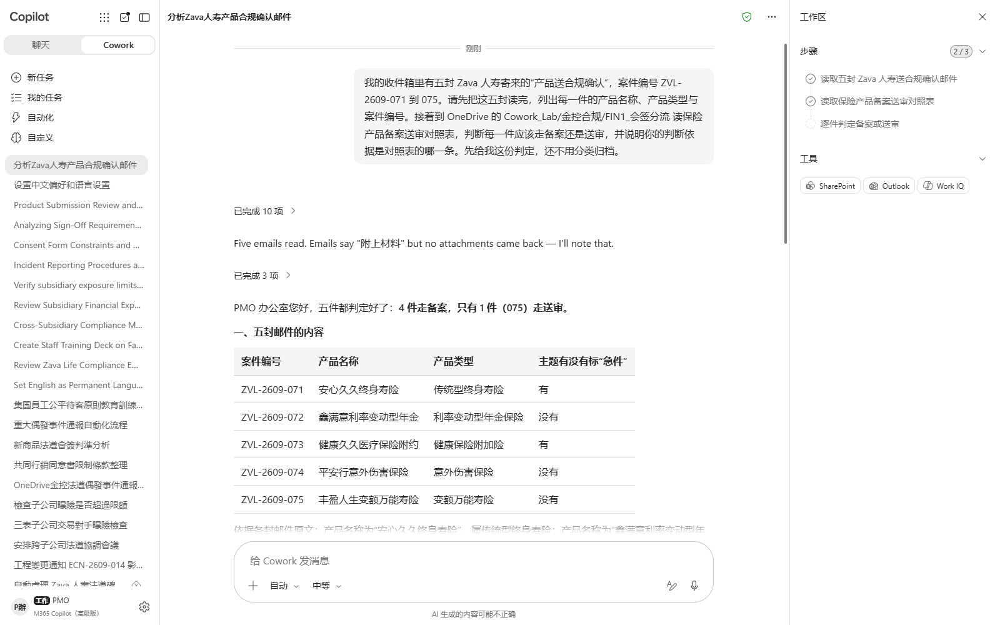 Copilot
聊天
Cowork
新任务
我的任务
自动化
自定义
分析Zava人寿产品合规确认邮件
设置中文偏好和语言设置
Product Submission Review and...
Analyzing Sign-Off Requiremen...
Consent Form Constraints and ...
Incident Reporting Procedures a...
Verify subsidiary exposure limits...
Review Subsidiary Financial Exp...
Cross-Subsidiary Compliance M...
Create Staff Training Deck on Fa...
Review Zava Life Compliance E...
Set English as Permanent Langu...
集團員工公平待客原則教育訓練...
重大偶發事件通報自動化流程
新商品法遵會簽判準分析
共同行銷同意書限制條款整理
OneDrive金控法遵偶發事件通報...
檢查子公司曝險是否超過限額
三表子公司交易對手曝險檢查
安排跨子公司法遵協調會議
工程變更通知 ECN-2609-014 影...
自動處理 Zava 人壽法遵確
P辦
工作 PMO
M365 Copilot（高级版）
分析Zava人寿产品合规确认邮件
刚刚
我的收件箱里有五封 Zava 人寿寄来的“产品送合规确认”，案件编号 ZVL-
2609-071 到 075。请先把这五封读完，列出每一件的产品名称、产品类型与
案件编号。接着到 OneDrive 的 Cowork_Lab/金控合规/FIN1_会签分流 读保险
产品备案送审对照表，判断每一件应该走备案还是送审，并说明你的判断依
据是对照表的哪一条。先给我这份判定，还不用分类归档。
已完成 10 项
Five emails read. Emails say "附上材料" but no attachments came back — I'll note that.
已完成 3 项
PMO 办公室您好，五件都判定好了：4 件走备案，只有 1 件（075）走送审。
一、五封邮件的内容
案件编号 产品名称 产品类型 主题有没有标“急件”
ZVL-2609-071 安心久久终身寿险 传统型终身寿险 有
ZVL-2609-072 鑫满意利率变动型年金 利率变动型年金保险 没有
ZVL-2609-073 健康久久医疗保险附约 健康保险附加险 有
ZVL-2609-074 平安行意外伤害保险 意外伤害保险 没有
ZVL-2609-075 丰盈人生变额万能寿险 变额万能寿险 没有
依据各封邮件原文：产品名称为“安心久久终身寿险”，属传统型终身寿险；产品名称为“鑫满意利率变动型年
给 Cowork 发消息
自动
中等
AI 生成的内容可能不正确
工作区
步骤
2 / 3
读取五封 Zava 人寿送合规确认邮件
读取保险产品备案送审对照表
逐件判定备案或送审
工具
SharePoint
Outlook
Work IQ